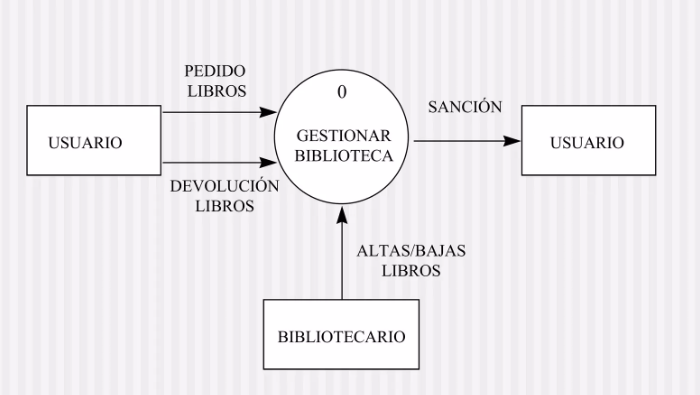 PEDIDO
LIBROS
USUARIO
DEVOLUCIÓN
LIBROS
0
GESTIONAR
BIBLIOTECA
SANCIÓN
USUARIO
ALTAS/BAJAS
LIBROS
BIBLIOTECARIO